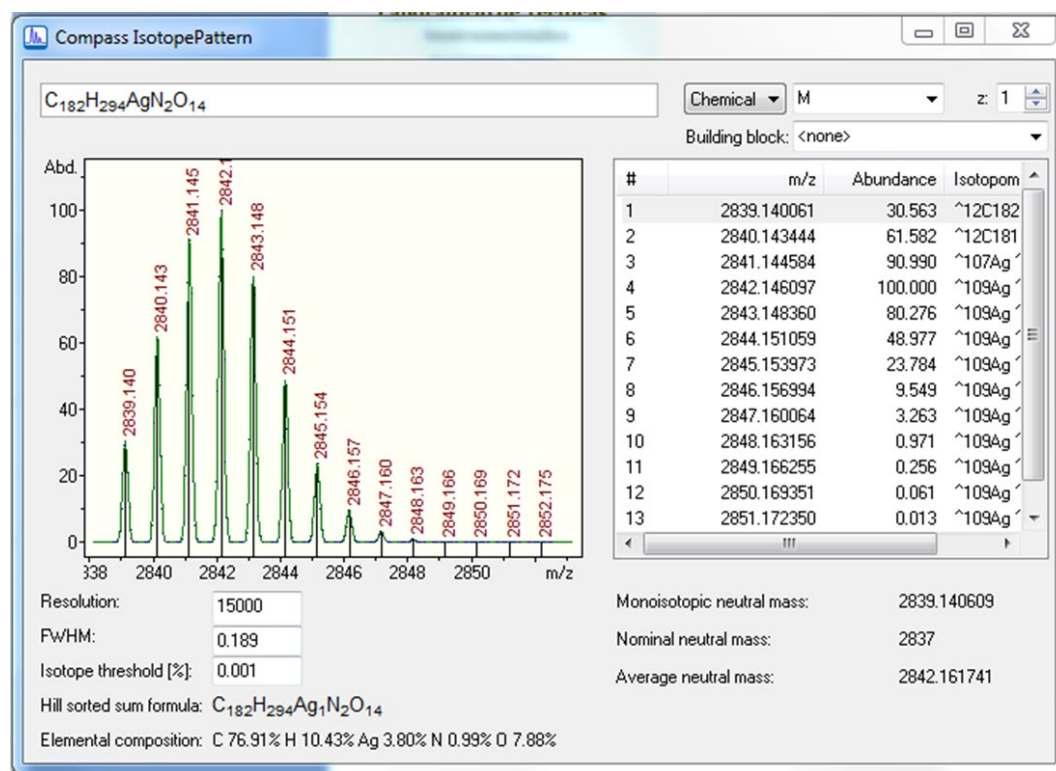 Compass IsotopePattern
C₁₈₂H₂₉₄AgN₂O₁₄
Chemical M z: 1
Building block: <none>
Abd.
100
80
60
40
20
0
2839.140
2840.143
2841.145
2842.1
2843.148
2844.151
2845.154
2846.157
2847.160
2848.163
2849.166
2850.169
2851.172
2852.175
338 2840 2842 2844 2846 2848 2850 m/z
# m/z Abundance Isotopom
1 2839.140061 30.563 ^12C182
2 2840.143444 61.582 ^12C181
3 2841.144584 90.990 ^107Ag
4 2842.146097 100.000 ^109Ag
5 2843.148360 80.276 ^109Ag
6 2844.151059 48.977 ^109Ag
7 2845.153973 23.784 ^109Ag
8 2846.156994 9.549 ^109Ag
9 2847.160064 3.263 ^109Ag
10 2848.163156 0.971 ^109Ag
11 2849.166255 0.256 ^109Ag
12 2850.169351 0.061 ^109Ag
13 2851.172350 0.013 ^109Ag
Resolution: 15000
FWHM: 0.189
Isotope threshold [%]: 0.001
Hill sorted sum formula: C₁₈₂H₂₉₄Ag₁N₂O₁₄
Elemental composition: C 76.91% H 10.43% Ag 3.80% N 0.99% O 7.88%
Monoisotopic neutral mass: 2839.140609
Nominal neutral mass: 2837
Average neutral mass: 2842.161741